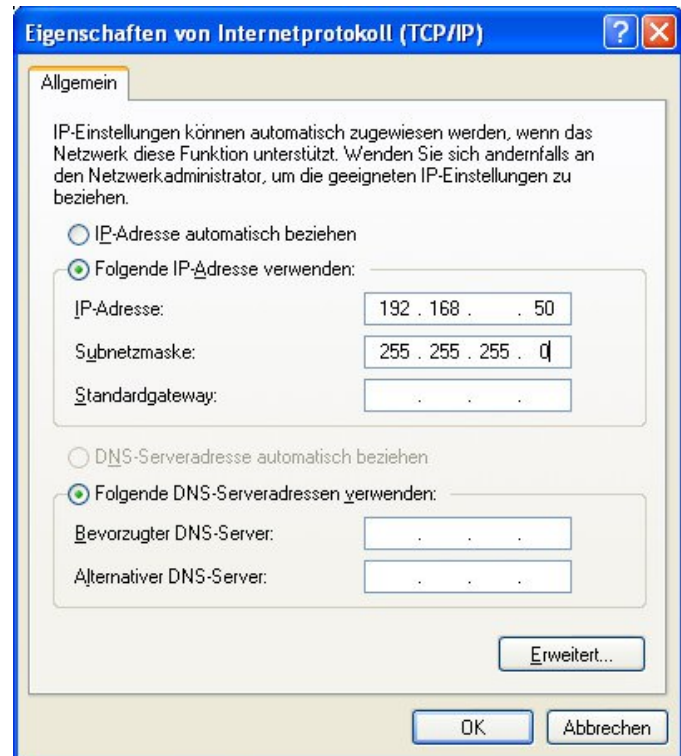 Eigenschaften von Internetprotokoll (TCP/IP)
Allgemein
IP-Einstellungen können automatisch zugewiesen werden, wenn das
Netzwerk diese Funktion unterstützt. Wenden Sie sich andernfalls an
den Netzwerkadministrator, um die geeigneten IP-Einstellungen zu
beziehen.
IP-Adresse automatisch beziehen
Folgende IP-Adresse verwenden:
IP-Adresse: 192 . 168 . . 50
Subnetzmaske: 255 . 255 . 255 . 0
Standardgateway: . . .
DNS-Serveradresse automatisch beziehen
Folgende DNS-Serveradressen verwenden:
Bevorzugter DNS-Server: . . .
Alternativer DNS-Server: . . .
Erweitert...
OK Abbrechen